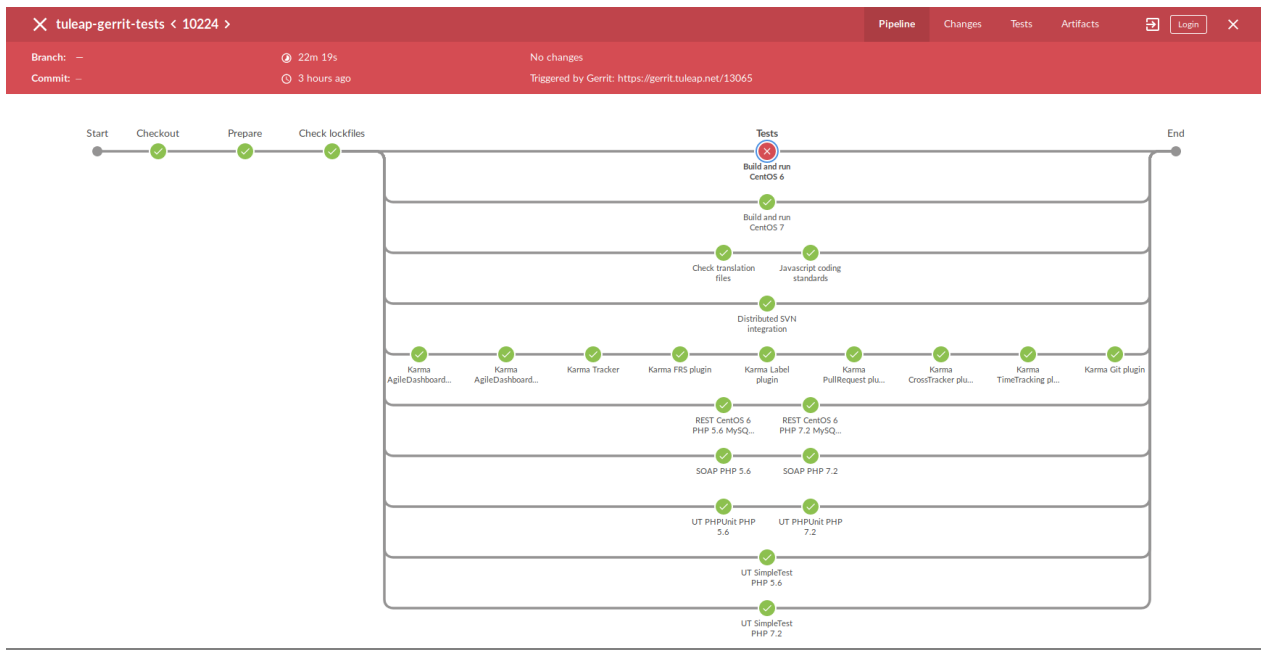 tuleap-gerrit-tests < 10224 >
Pipeline
Changes
Tests
Artifacts
Login
Branch: —
22m 19s
No changes
Commit: —
3 hours ago
Triggered by Gerrit: https://gerrit.tuleap.net/13065
Start
Checkout
Prepare
Check lockfiles
Tests
End
Build and run
CentOS 6
Build and run
CentOS 7
Check translation
files
Javascript coding
standards
Distributed SVN
integration
Karma
AgileDashboard...
Karma
AgileDashboard...
Karma Tracker
Karma FRS plugin
Karma Label
plugin
Karma
PullRequest plu...
Karma
CrossTracker plu...
Karma
TimeTracking pl...
Karma Git plugin
REST CentOS 6
PHP 5.6 MySQ...
REST CentOS 6
PHP 7.2 MySQ...
SOAP PHP 5.6
SOAP PHP 7.2
UT PHPUnit PHP
5.6
UT PHPUnit PHP
7.2
UT SimpleTest
PHP 5.6
UT SimpleTest
PHP 7.2